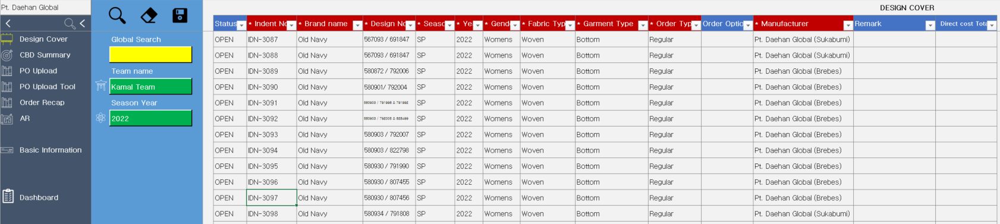 Pt. Daehan Global
DESIGN COVER
Design Cover
CBD Summary
PO Upload
PO Upload Tool
Order Recap
AR
Basic Information
Dashboard
Global Search
Team name
Kamal Team
Season Year
2022
Status * Indent No * Brand name * Design No * Seaso * Ye * Gend * Fabric Typ * Garment Type * Order Typ Order Optio * Manufacturer Remark Direct cost Tota
OPEN IDN-3087 Old Navy 567093 / 691847 SP 2022 Womens Woven Bottom Regular Pt. Daehan Global (Sukabumi)
OPEN IDN-3088 Old Navy 567093 / 691847 SP 2022 Womens Woven Bottom Regular Pt. Daehan Global (Sukabumi)
OPEN IDN-3089 Old Navy 580872 / 792006 SP 2022 Womens Woven Bottom Regular Pt. Daehan Global (Brebes)
OPEN IDN-3090 Old Navy 580901/ 792004 SP 2022 Womens Woven Bottom Regular Pt. Daehan Global (Brebes)
OPEN IDN-3091 Old Navy 580903 / 791996 & 791992 SP 2022 Womens Woven Bottom Regular Pt. Daehan Global (Brebes)
OPEN IDN-3092 Old Navy SP 2022 Womens Woven Bottom Regular Pt. Daehan Global (Brebes)
OPEN IDN-3093 Old Navy 580903 / 792007 SP 2022 Womens Woven Bottom Regular Pt. Daehan Global (Brebes)
OPEN IDN-3094 Old Navy 580903 / 822798 SP 2022 Womens Woven Bottom Regular Pt. Daehan Global (Brebes)
OPEN IDN-3095 Old Navy 580930 / 791990 SP 2022 Womens Woven Bottom Regular Pt. Daehan Global (Brebes)
OPEN IDN-3096 Old Navy 580930 / 807455 SP 2022 Womens Woven Bottom Regular Pt. Daehan Global (Brebes)
OPEN IDN-3097 Old Navy 580930 / 807456 SP 2022 Womens Woven Bottom Regular Pt. Daehan Global (Brebes)
OPEN IDN-3098 Old Navy 580934 / 791808 SP 2022 Womens Woven Bottom Regular Pt. Daehan Global (Sukabumi)